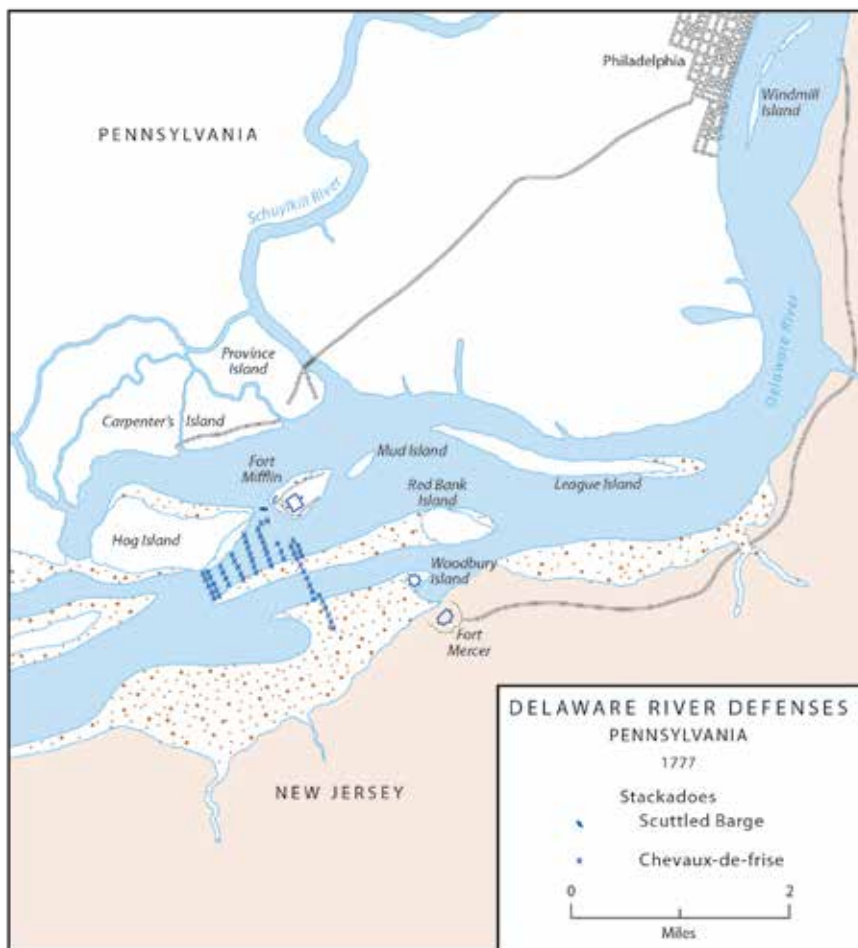 Philadelphia
Windmill
Island
PENNSYLVANIA
Schuylkill River
Delaware River
Province
Island
Carpenter's Island
Fort
Mifflin
Mud Island
Red Bank
Island
League Island
Hog Island
Woodbury
Island
Fort
Mercer
NEW JERSEY
DELAWARE RIVER DEFENSES
PENNSYLVANIA
1777
Stackadoes
Scuttled Barge
Chevaux-de-frise
0 2
Miles